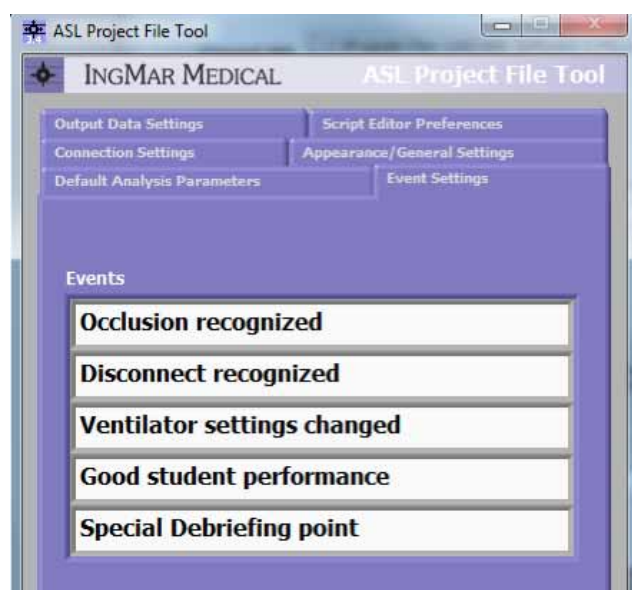 ASL Project File Tool
INGMAR MEDICAL ASL Project File Tool
Output Data Settings Script Editor Preferences
Connection Settings Appearance/General Settings
Default Analysis Parameters Event Settings
Events
Occlusion recognized
Disconnect recognized
Ventilator settings changed
Good student performance
Special Debriefing point